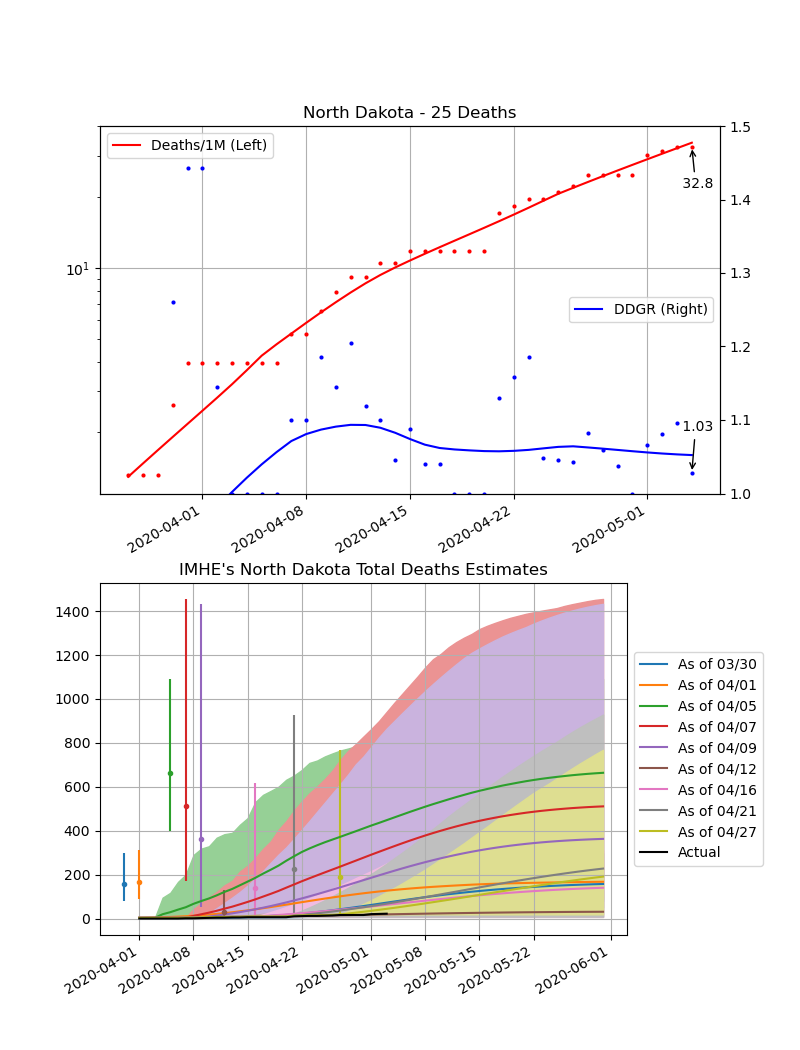 North Dakota - 25 Deaths
Deaths/1M (Left)
DDGR (Right)
32.8
1.03
10^1
1.5
1.4
1.3
1.2
1.1
1.0
2020-04-01
2020-04-08
2020-04-15
2020-04-22
2020-05-01
IMHE's North Dakota Total Deaths Estimates
1400
1200
1000
800
600
400
200
0
2020-04-01
2020-04-08
2020-04-15
2020-04-22
2020-05-01
2020-05-08
2020-05-15
2020-05-22
2020-06-01
As of 03/30
As of 04/01
As of 04/05
As of 04/07
As of 04/09
As of 04/12
As of 04/16
As of 04/21
As of 04/27
Actual